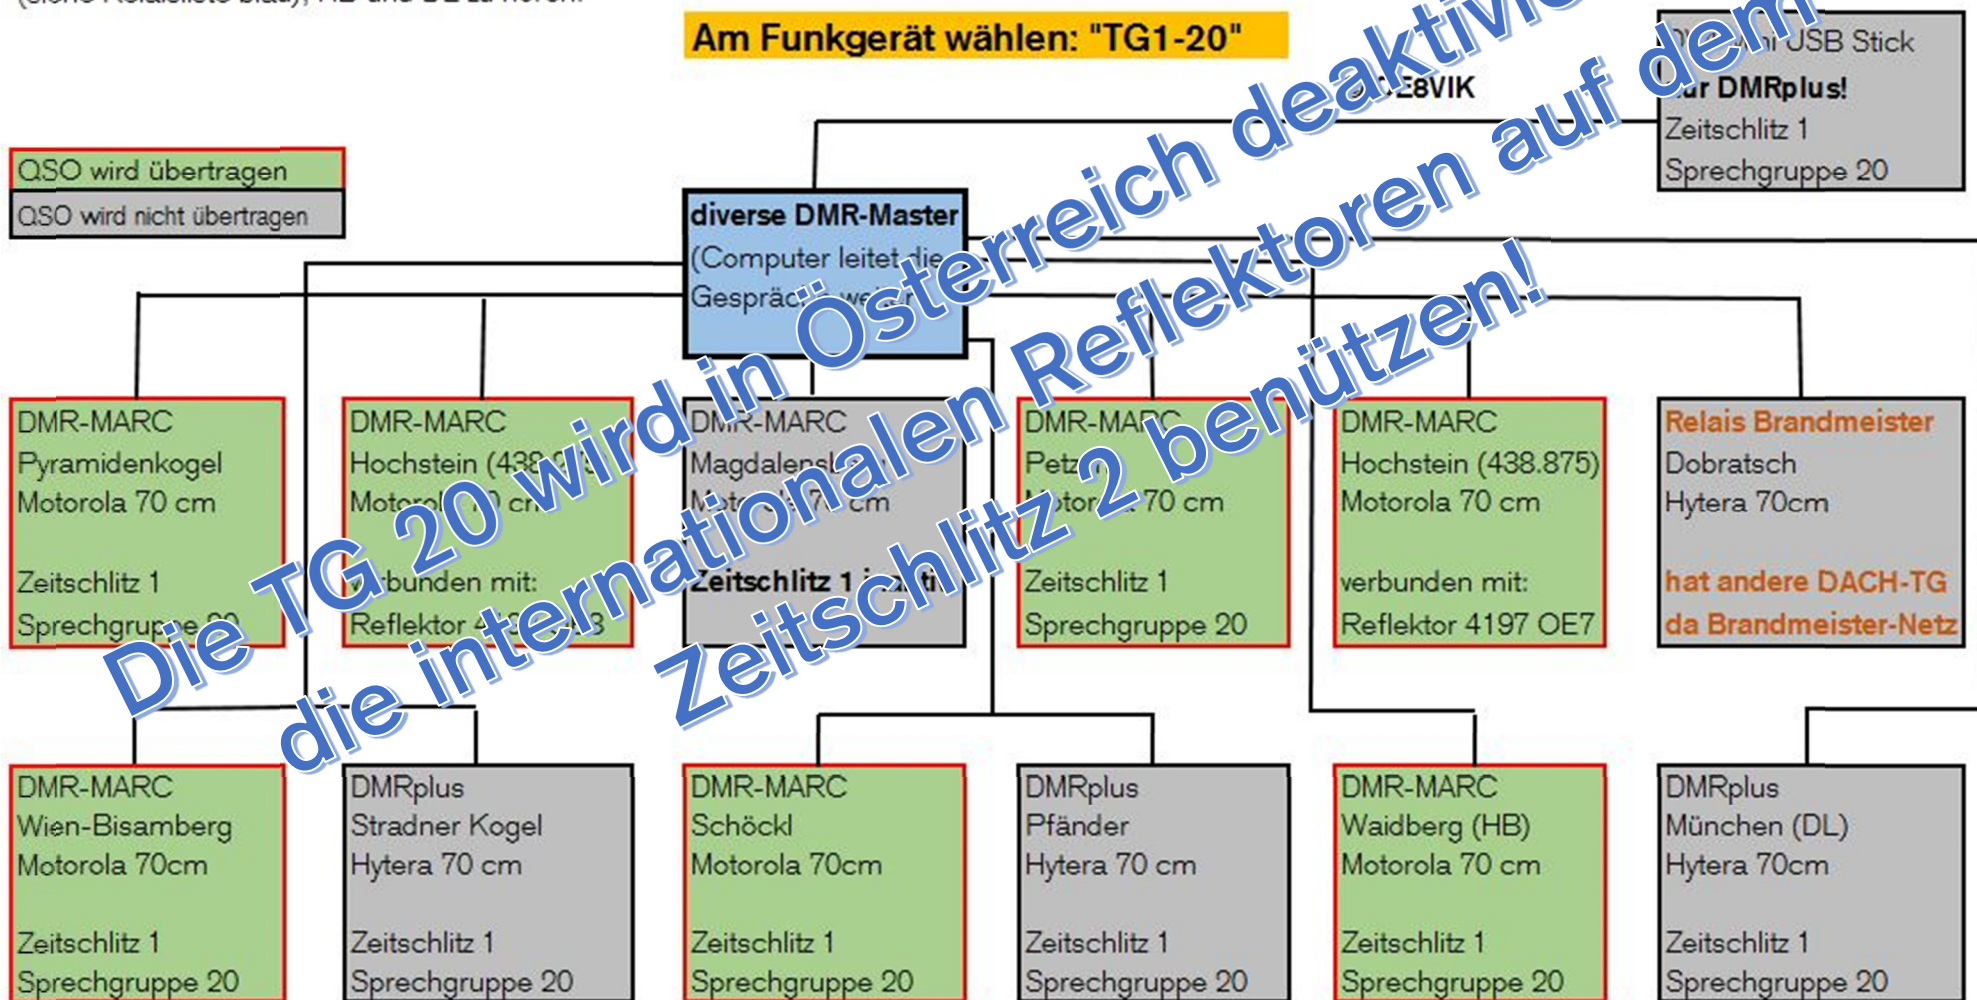 Am Funkgerät wählen: "TG1-20"
USB Stick
DMRplus!
Zeitschlitz 1
Sprechgruppe 20
QSO wird übertragen
QSO wird nicht übertragen
diverse DMR-Master
(Computer leitet die
DMR-MARC
Pyramidenkogel
Motorola 70 cm
Zeitschlitz 1
Sprechgruppe 20
DMR-MARC
Hochstein
verbunden mit:
Reflektor
DMR-MARC
Zeitschlitz 1
DMR-MARC
70 cm
Zeitschlitz 1
Sprechgruppe 20
DMR-MARC
Hochstein (438.875)
Motorola 70 cm
verbunden mit:
Reflektor 4197 OE7
Relais Brandmeister
Dobratsch
Hytera 70cm
hat andere DACH-TG
da Brandmeister-Netz
DMR-MARC
Wien-Bisamberg
Motorola 70cm
Zeitschlitz 1
Sprechgruppe 20
DMRplus
Stradner Kogel
Hytera 70 cm
Zeitschlitz 1
Sprechgruppe 20
DMR-MARC
Schöckl
Motorola 70cm
Zeitschlitz 1
Sprechgruppe 20
DMRplus
Pfänder
Hytera 70 cm
Zeitschlitz 1
Sprechgruppe 20
DMR-MARC
Waidberg (HB)
Motorola 70 cm
Zeitschlitz 1
Sprechgruppe 20
DMRplus
München (DL)
Hytera 70cm
Zeitschlitz 1
Sprechgruppe 20
Die TG 20 wird in Österreich
die internationalen Reflektoren auf dem
Zeitschlitz 2 benützen!